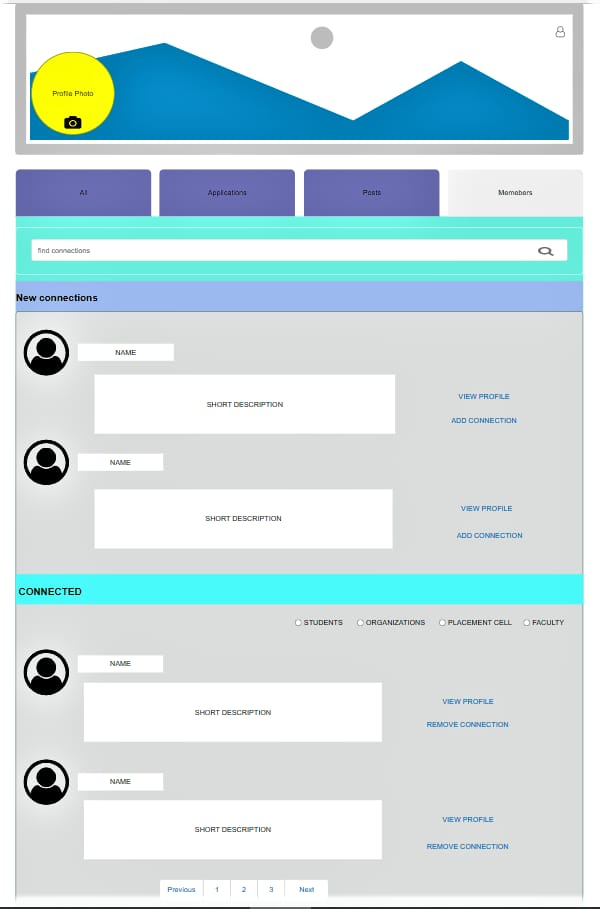 Profile Photo
All
Applications
Posts
Memebers
find connections
New connections
NAME
SHORT DESCRIPTION
VIEW PROFILE
ADD CONNECTION
NAME
SHORT DESCRIPTION
VIEW PROFILE
ADD CONNECTION
CONNECTED
STUDENTS ORGANIZATIONS PLACEMENT CELL FACULTY
NAME
SHORT DESCRIPTION
VIEW PROFILE
REMOVE CONNECTION
NAME
SHORT DESCRIPTION
VIEW PROFILE
REMOVE CONNECTION
Previous 1 2 3 Next